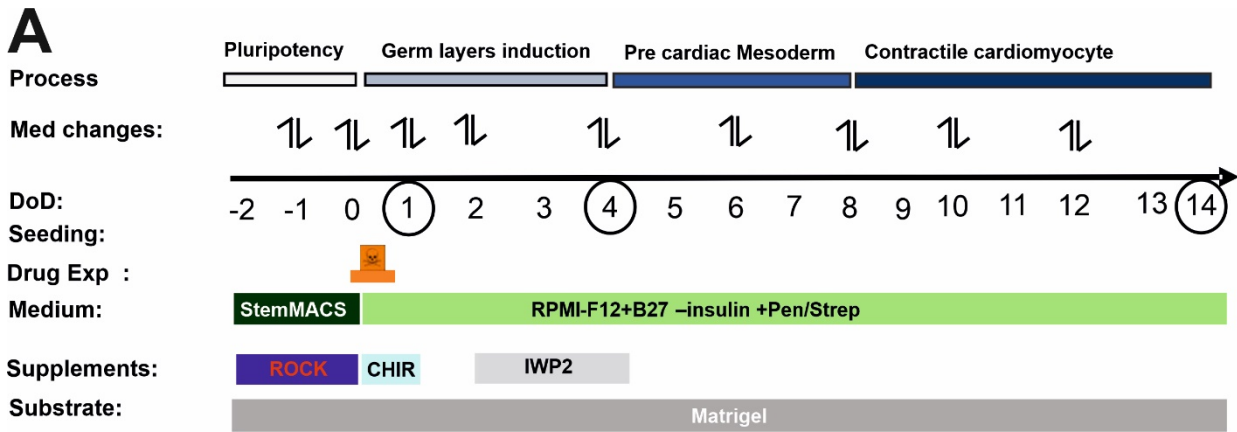 A
Pluripotency Germ layers induction Pre cardiac Mesoderm Contractile cardiomyocyte
Process
Med changes:
DoD: -2 -1 0 1 2 3 4 5 6 7 8 9 10 11 12 13 14
Seeding:
Drug Exp :
Medium: StemMACS RPMI-F12+B27 –insulin +Pen/Strep
Supplements: ROCK CHIR IWP2
Substrate: Matrigel